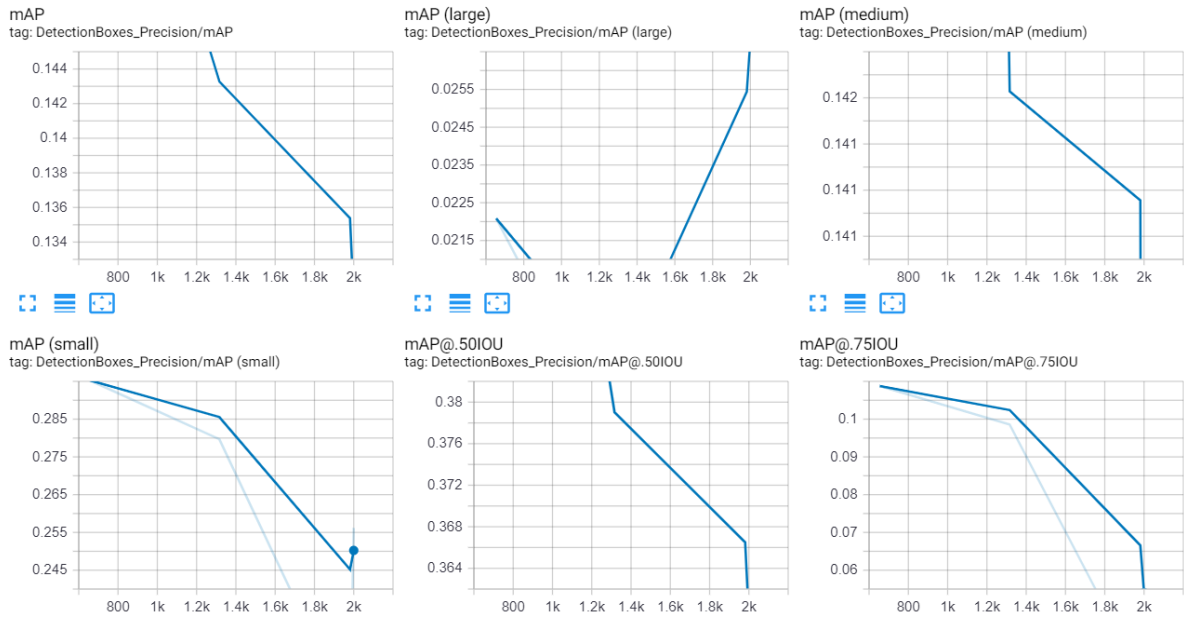 mAP
tag: DetectionBoxes_Precision/mAP
0.144
0.142
0.14
0.138
0.136
0.134
800 1k 1.2k 1.4k 1.6k 1.8k 2k
mAP (large)
tag: DetectionBoxes_Precision/mAP (large)
0.0255
0.0245
0.0235
0.0225
0.0215
800 1k 1.2k 1.4k 1.6k 1.8k 2k
mAP (medium)
tag: DetectionBoxes_Precision/mAP (medium)
0.142
0.141
0.141
0.141
800 1k 1.2k 1.4k 1.6k 1.8k 2k
mAP (small)
tag: DetectionBoxes_Precision/mAP (small)
0.285
0.275
0.265
0.255
0.245
800 1k 1.2k 1.4k 1.6k 1.8k 2k
mAP@.50IOU
tag: DetectionBoxes_Precision/mAP@.50IOU
0.38
0.376
0.372
0.368
0.364
800 1k 1.2k 1.4k 1.6k 1.8k 2k
mAP@.75IOU
tag: DetectionBoxes_Precision/mAP@.75IOU
0.1
0.09
0.08
0.07
0.06
800 1k 1.2k 1.4k 1.6k 1.8k 2k